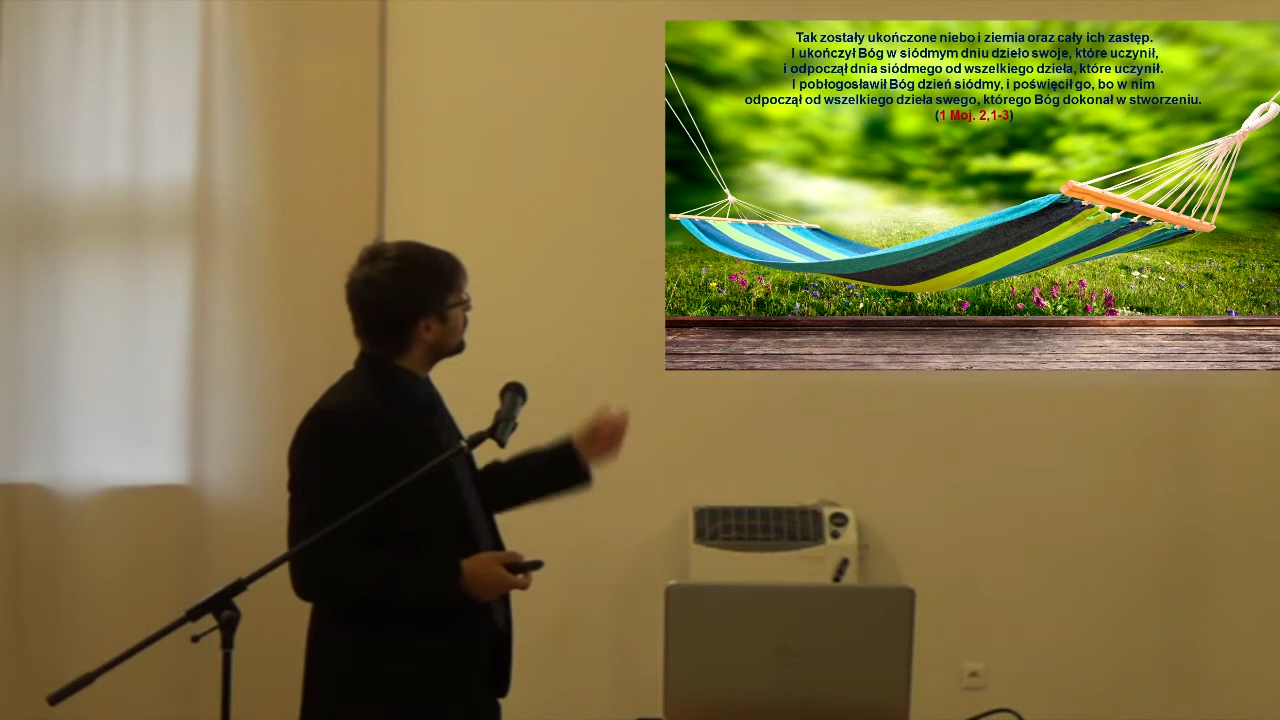 Tak zostały ukończone niebo i ziemia oraz cały ich zastęp.
I ukończył Bóg w siódmym dniu dzieło swoje, które uczynił,
i odpoczął dnia siódmego od wszelkiego dzieła, które uczynił.
I pobłogosławił Bóg dzień siódmy, i poświęcił go, bo w nim
odpoczął od wszelkiego dzieła swego, którego Bóg dokonał w stworzeniu.
(1 Moj. 2,1-3)